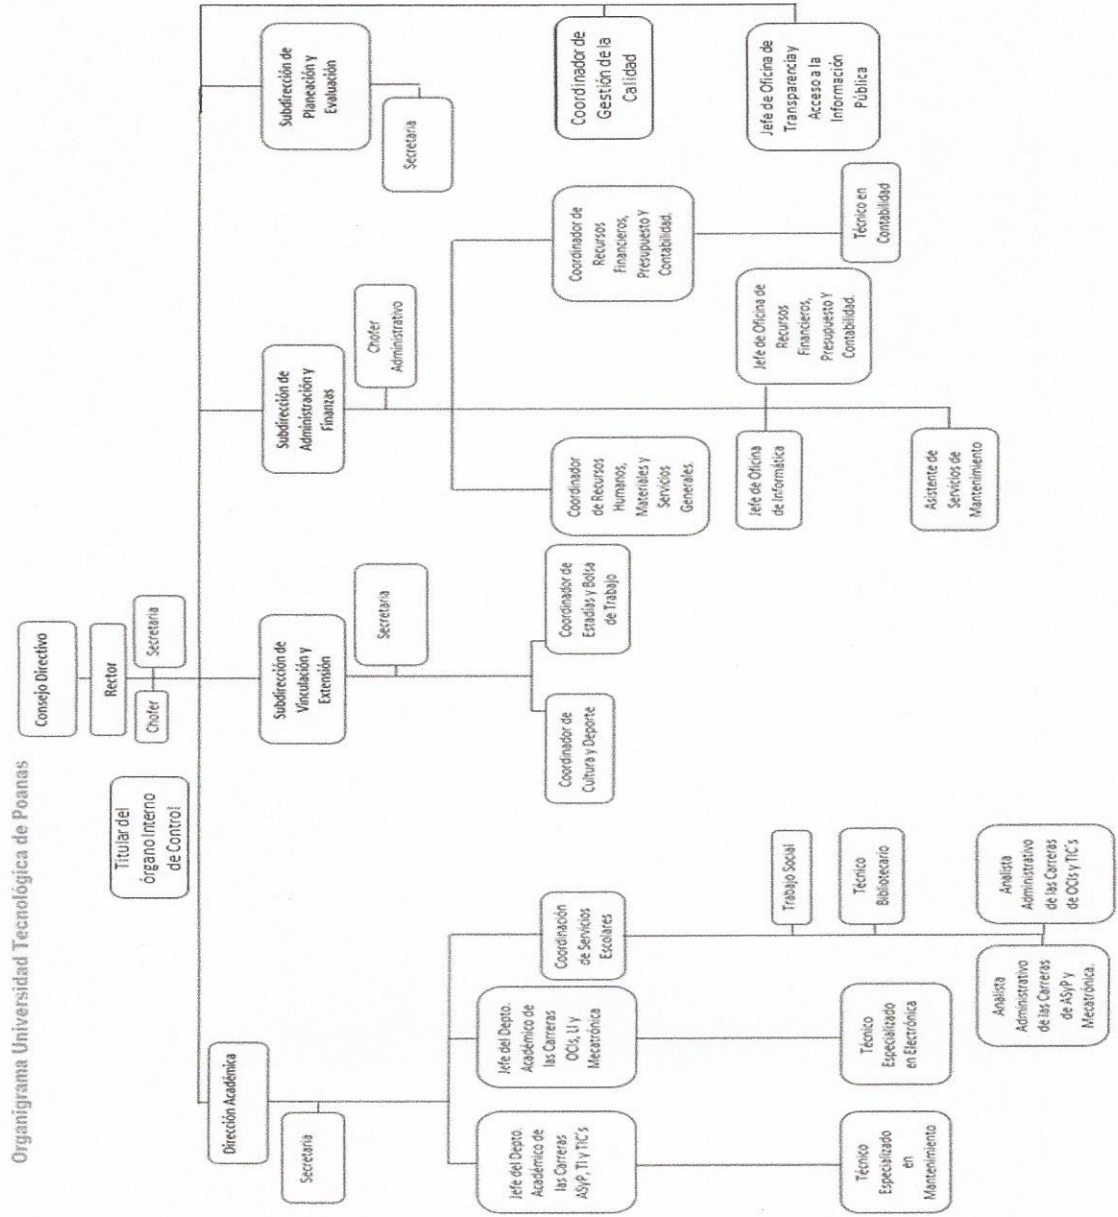 Organigrama Universidad Tecnológica de Poanas
Consejo Directivo
Rector
Chofer
Secretaria
Titular del
órgano Interno
de Control
Dirección Académica
Secretaria
Jefe del Depto.
Académico de
las Carreras
ASyP, TI y TIC´s
Técnico
Especializado
en
Mantenimiento
Jefe del Depto.
Académico de
las Carreras
OCIs, LI y
Mecatrónica
Técnico
Especializado
en Electrónica
Coordinación
de Servicios
Escolares
Trabajo Social
Técnico
Bibliotecario
Analista
Administrativo
de las Carreras
de ASyP y
Mecatrónica.
Analista
Administrativo
de las Carreras
de OCIs y TIC´s
Subdirección de
Vinculación y
Extensión
Secretaria
Coordinador de
Cultura y Deporte
Coordinador de
Estadías y Bolsa
de Trabajo
Subdirección de
Administración y
Finanzas
Chofer
Administrativo
Coordinador
de Recursos
Humanos,
Materiales y
Servicios
Generales.
Coordinador de
Recursos
Financieros,
Presupuesto Y
Contabilidad.
Técnico en
Contabilidad
Jefe de Oficina
de Informática
Jefe de Oficina de
Recursos
Financieros,
Presupuesto Y
Contabilidad.
Asistente de
Servicios de
Mantenimiento
Subdirección de
Planeación y
Evaluación
Secretaria
Coordinador de
Gestión de la
Calidad
Jefe de Oficina de
Transparencia y
Acceso a la
Información
Pública